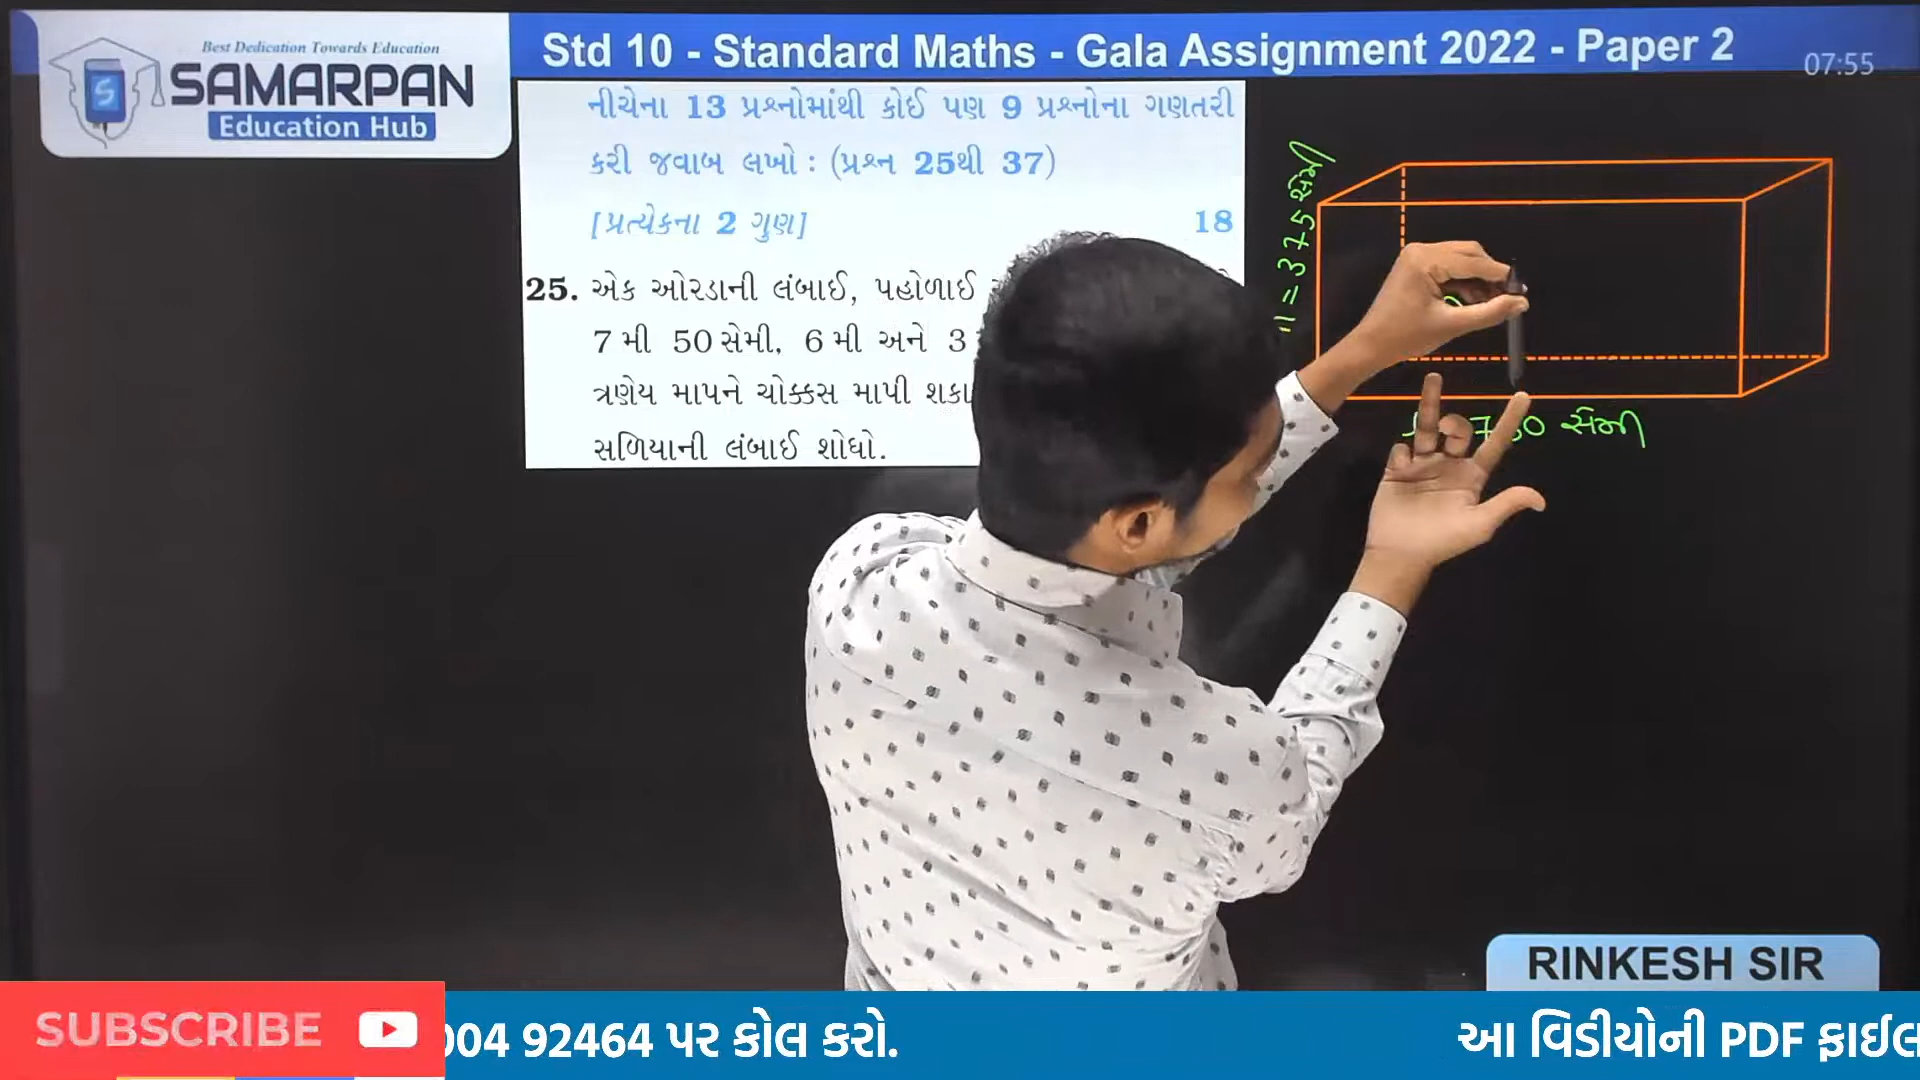 Best Dedication Towards Education
SAMARPAN
Education Hub
Std 10 - Standard Maths - Gala Assignment 2022 - Paper 2
07:55
નીચેના 13 પ્રશ્નોમાંથી કોઈ પણ 9 પ્રશ્નોના ગણતરી
કરી જવાબ લખો : (પ્રશ્ન 25થી 37)
[પ્રત્યેકના 2 ગુણ] 18
25. એક ઓરડાની લંબાઈ, પહોળાઈ
7 મી 50 સેમી, 6 મી અને 3
ત્રણેય માપને ચોક્કસ માપી શકા
સળિયાની લંબાઈ શોધો.
= 375 સેમી
સેમી
RINKESH SIR
SUBSCRIBE
004 92464 પર કોલ કરો.
આ વિડીયોની PDF ફાઈલ